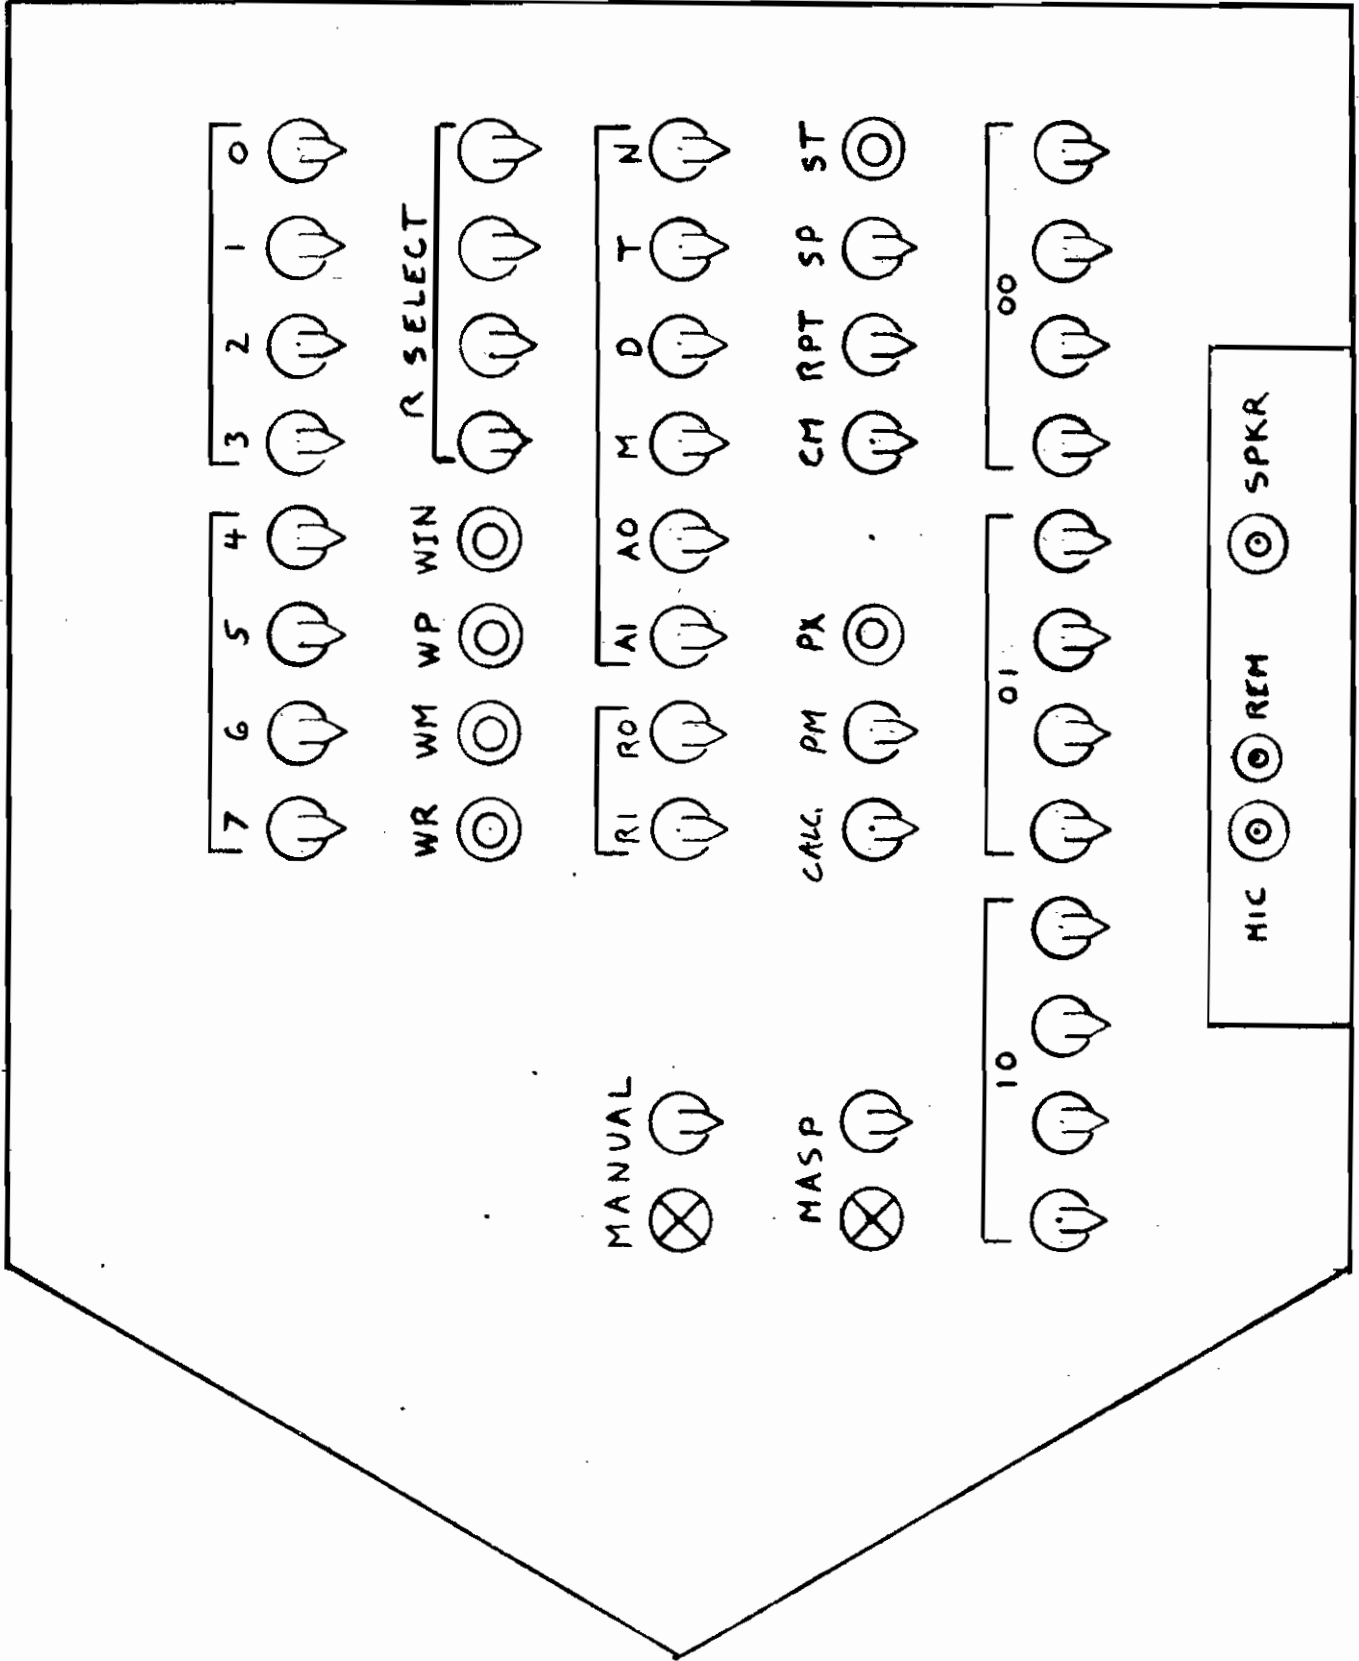 7 6 5 4 3 2 1 0
WR WM WP WIN R SELECT
MANUAL RI RO AI AO M D T N
MASP CALC. PM PX CM RPT SP ST
10 01 00
MIC REM SPKR